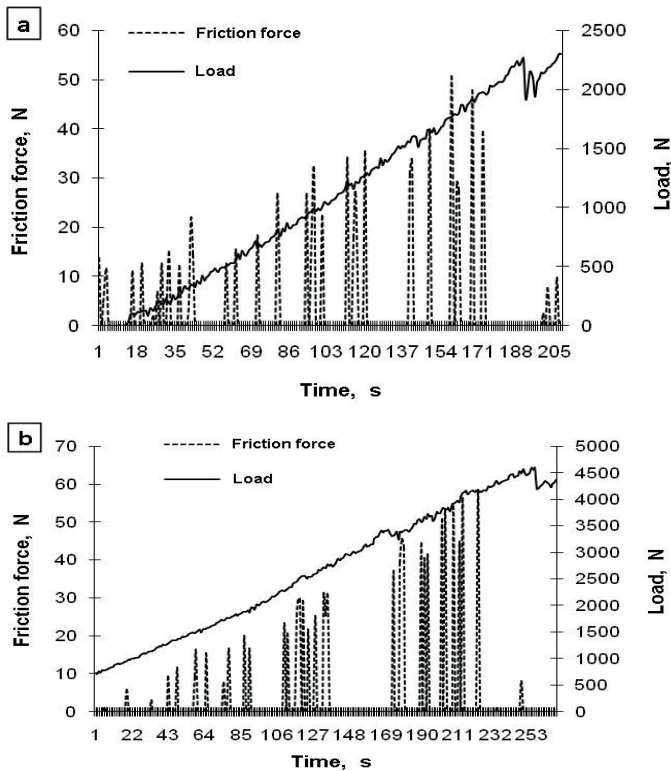 a
Friction force
Load
Friction force, N
60
50
40
30
20
10
0
2500
2000
1500
1000
500
0
Load, N
1 18 35 52 69 86 103 120 137 154 171 188 205
Time, s
b
Friction force
Load
Friction force, N
70
60
50
40
30
20
10
0
5000
4500
4000
3500
3000
2500
2000
1500
1000
500
0
Load, N
1 22 43 64 85 106 127 148 169 190 211 232 253
Time, s